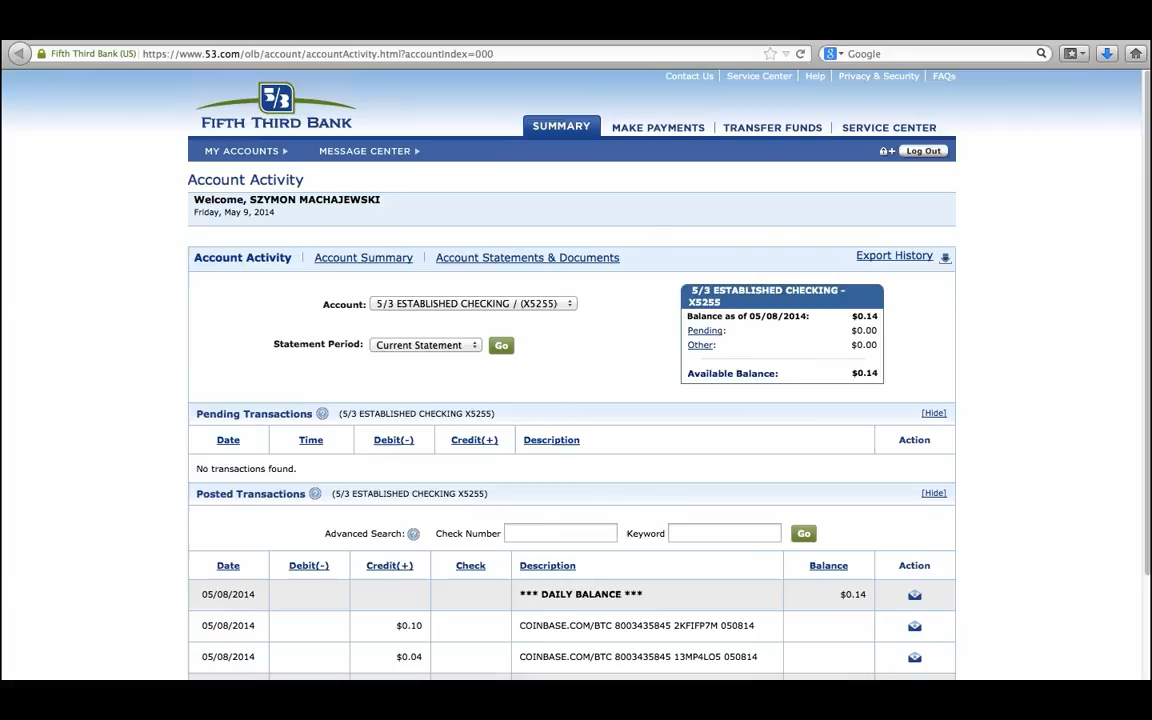 Fifth Third Bank (US) https://www.53.com/olb/account/accountActivity.html?accountIndex=000 Google
Contact Us Service Center Help Privacy & Security FAQs
5/3
FIFTH THIRD BANK
SUMMARY MAKE PAYMENTS TRANSFER FUNDS SERVICE CENTER
MY ACCOUNTS MESSAGE CENTER Log Out
Account Activity
Welcome, SZYMON MACHAJEWSKI
Friday, May 9, 2014
Account Activity Account Summary Account Statements & Documents Export History
Account: 5/3 ESTABLISHED CHECKING / (X5255)
Statement Period: Current Statement Go
5/3 ESTABLISHED CHECKING -
X5255
Balance as of 05/08/2014: $0.14
Pending: $0.00
Other: $0.00
Available Balance: $0.14
Pending Transactions (5/3 ESTABLISHED CHECKING X5255) [Hide]
Date Time Debit(-) Credit(+) Description Action
No transactions found.
Posted Transactions (5/3 ESTABLISHED CHECKING X5255) [Hide]
Advanced Search: Check Number Keyword Go
Date Debit(-) Credit(+) Check Description Balance Action
05/08/2014 *** DAILY BALANCE *** $0.14
05/08/2014 $0.10 COINBASE.COM/BTC 8003435845 2KFIFP7M 050814
05/08/2014 $0.04 COINBASE.COM/BTC 8003435845 13MP4LO5 050814